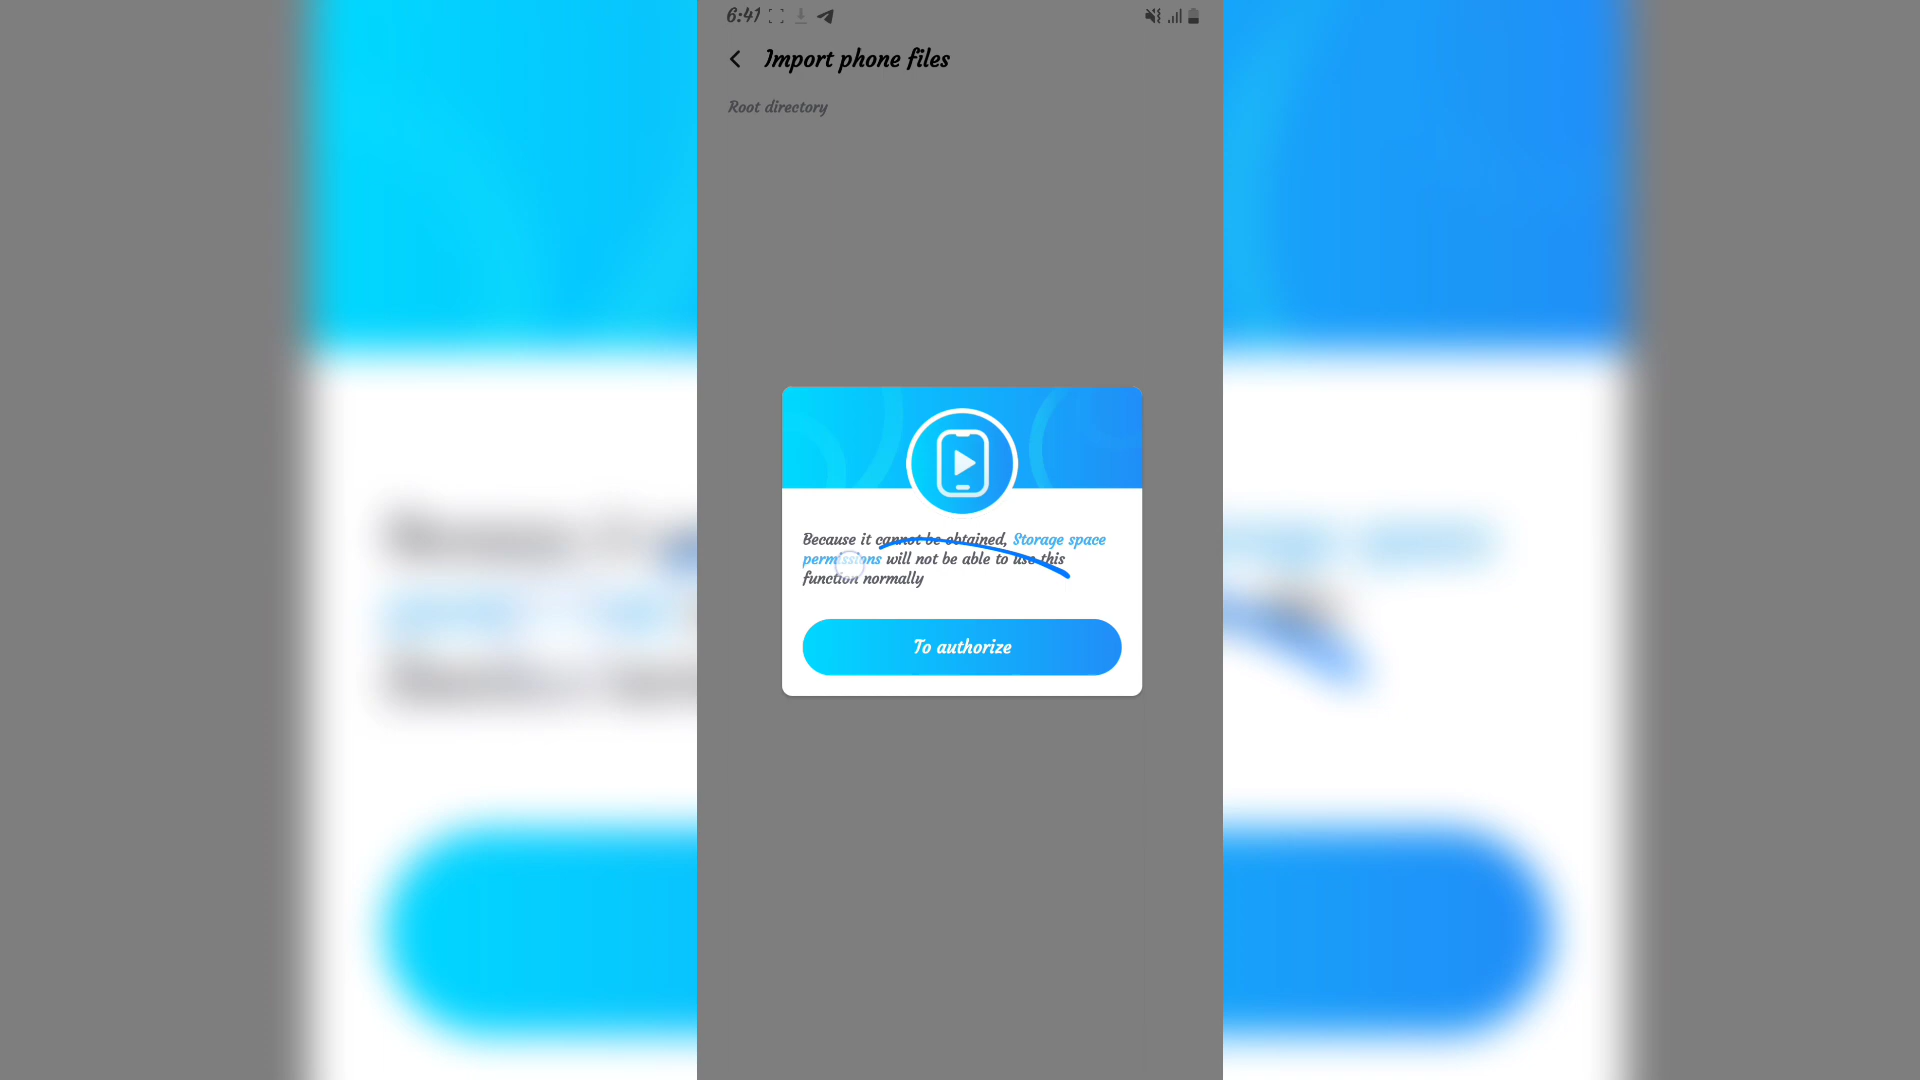 6:41
Import phone files
Root directory
Because it cannot be obtained, Storage space
permissions will not be able to use this
function normally
To authorize